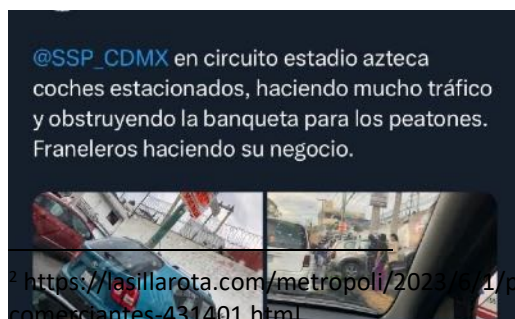 @SSP_CDMX en circuito estadio azteca
coches estacionados, haciendo mucho tráfico
y obstruyendo la banqueta para los peatones.
Franeleros haciendo su negocio.
2 https://lasillarota.com/metropoli/2023/6/1/p
comerciantes-431401.html